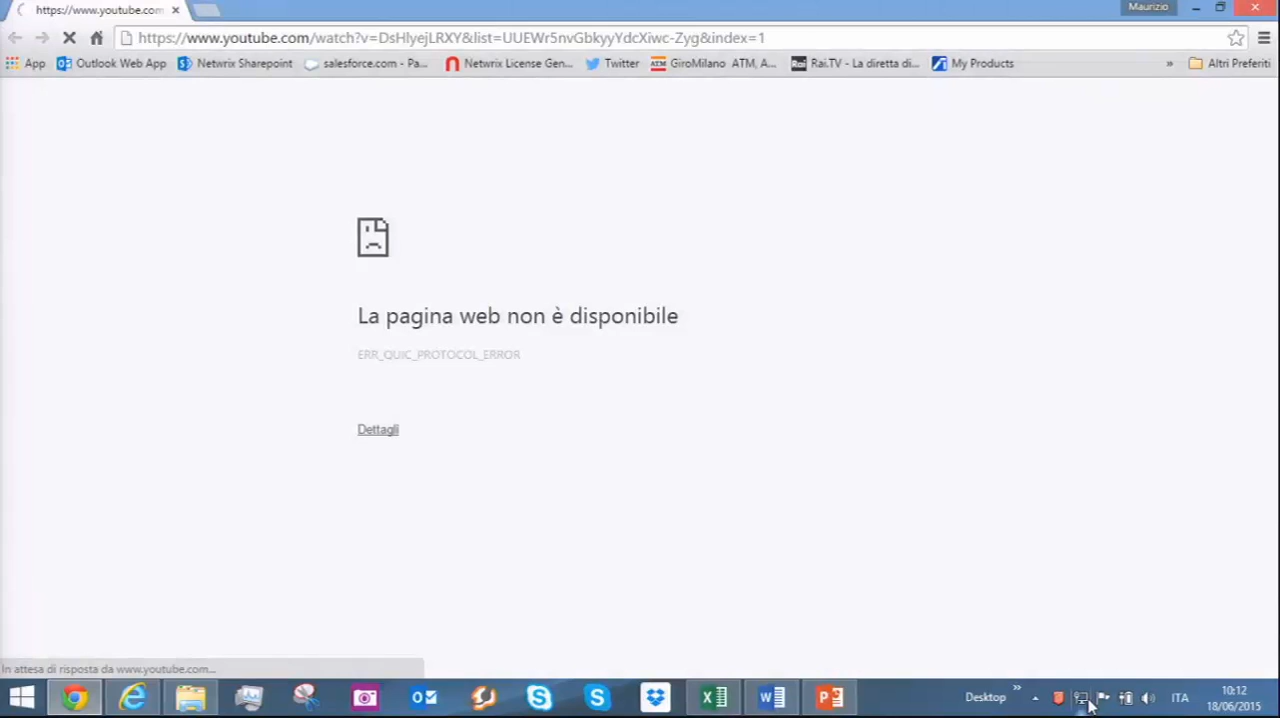 https://www.youtube.com
Maurizio
https://www.youtube.com/watch?v=DsHlyejLRXY&list=UUEWr5nvGbkyyYdcXiwc-Zyg&index=1
App
Outlook Web App
Netwrix Sharepoint
salesforce.com - Pa...
Netwrix License Gen...
Twitter
ATM
GiroMilano ATM, A...
Rai
Rai.TV - La diretta di...
My Products
»
Altri Preferiti
La pagina web non è disponibile
ERR_QUIC_PROTOCOL_ERROR
Dettagli
In attesa di risposta da www.youtube.com...
Desktop
»
ITA
10:12
18/06/2015